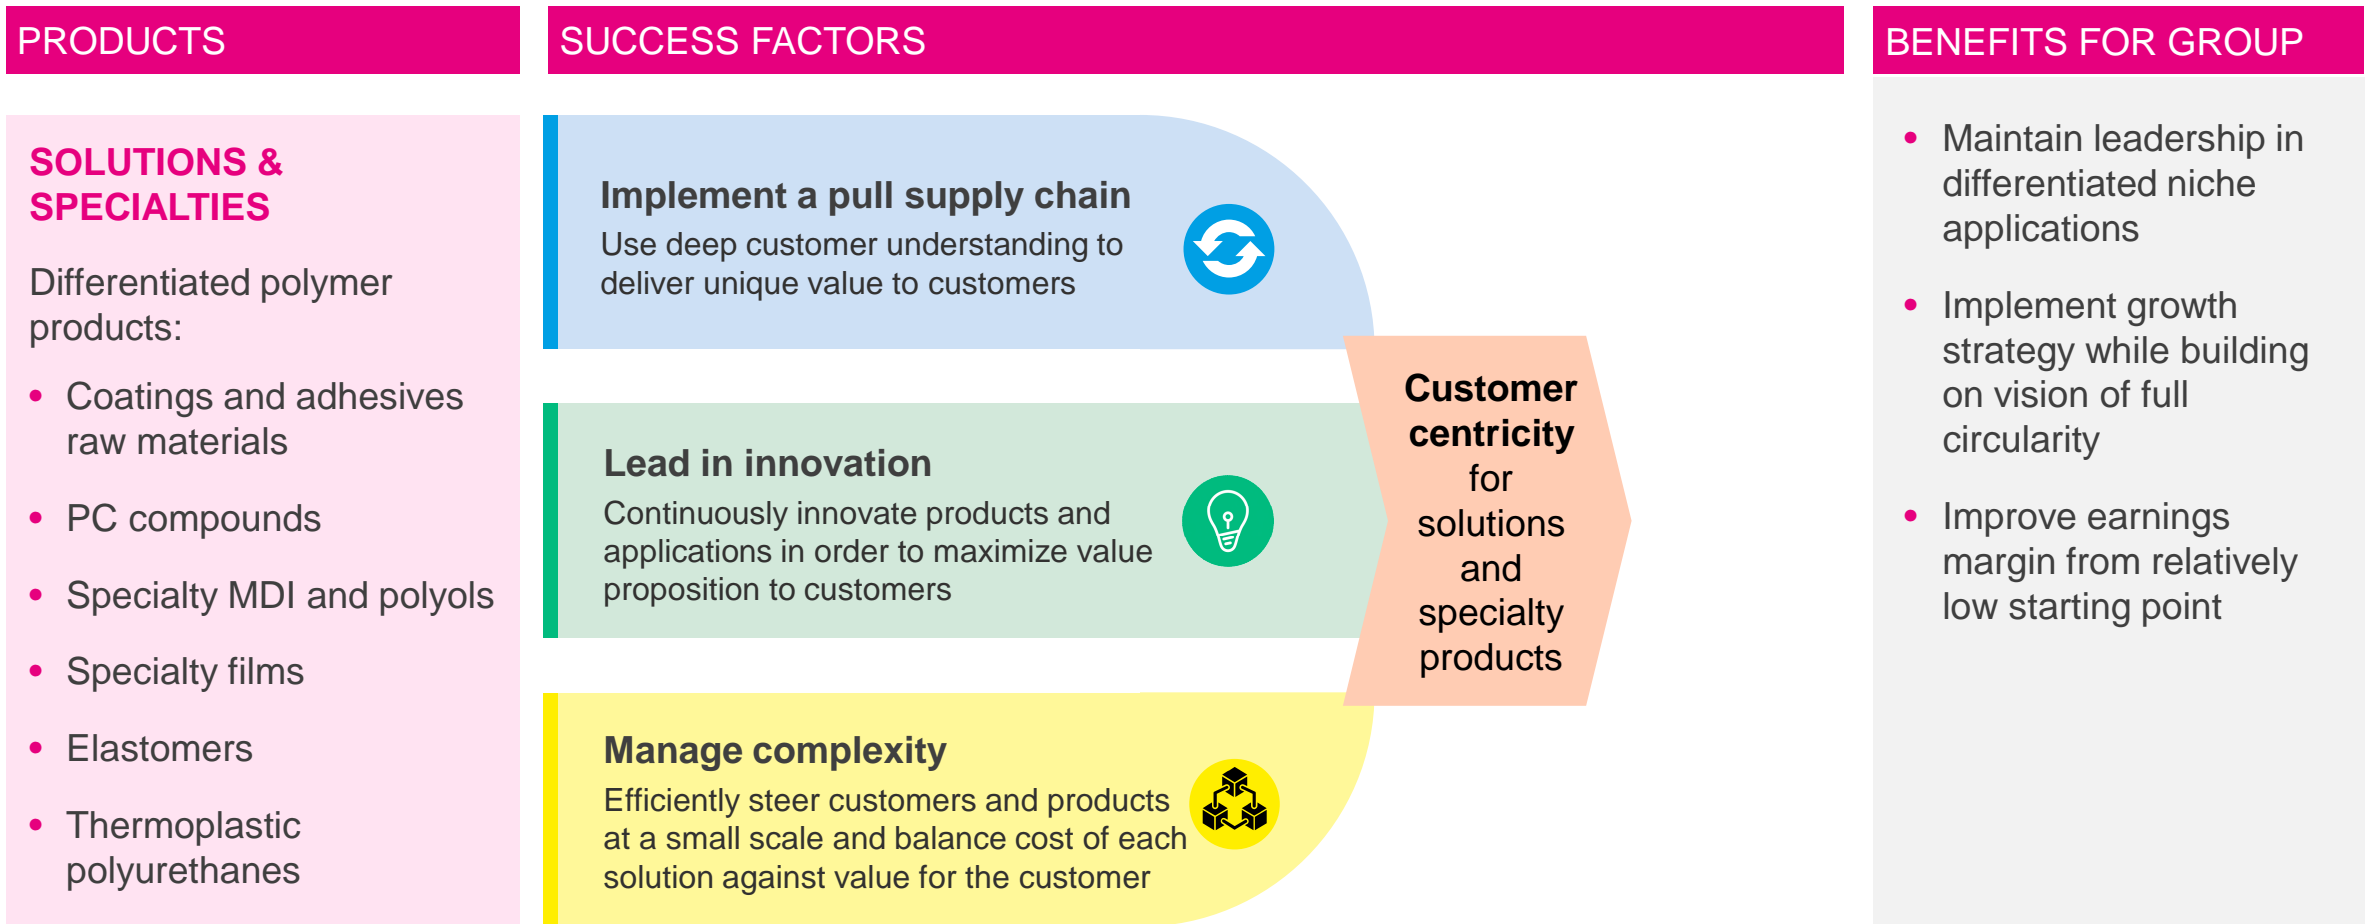 PRODUCTS
SOLUTIONS &
SPECIALTIES
Differentiated polymer
products:
• Coatings and adhesives
raw materials
• PC compounds
• Specialty MDI and polyols
• Specialty films
• Elastomers
• Thermoplastic
polyurethanes
SUCCESS FACTORS
Implement a pull supply chain
Use deep customer understanding to
deliver unique value to customers
Lead in innovation
Continuously innovate products and
applications in order to maximize value
proposition to customers
Manage complexity
Efficiently steer customers and products
at a small scale and balance cost of each
solution against value for the customer
Customer
centricity
for
solutions
and
specialty
products
BENEFITS FOR GROUP
• Maintain leadership in
differentiated niche
applications
• Implement growth
strategy while building
on vision of full
circularity
• Improve earnings
margin from relatively
low starting point